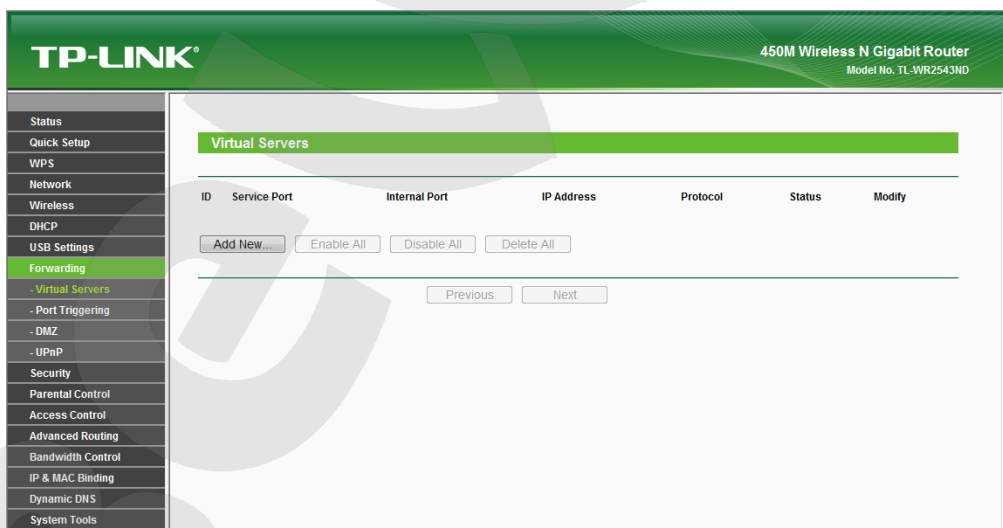 TP-LINK®
450M Wireless N Gigabit Router
Model No. TL-WR2543ND
Status
Quick Setup
WPS
Network
Wireless
DHCP
USB Settings
Forwarding
- Virtual Servers
- Port Triggering
- DMZ
- UPnP
Security
Parental Control
Access Control
Advanced Routing
Bandwidth Control
IP & MAC Binding
Dynamic DNS
System Tools
Virtual Servers
ID Service Port Internal Port IP Address Protocol Status Modify
Add New... Enable All Disable All Delete All
Previous Next